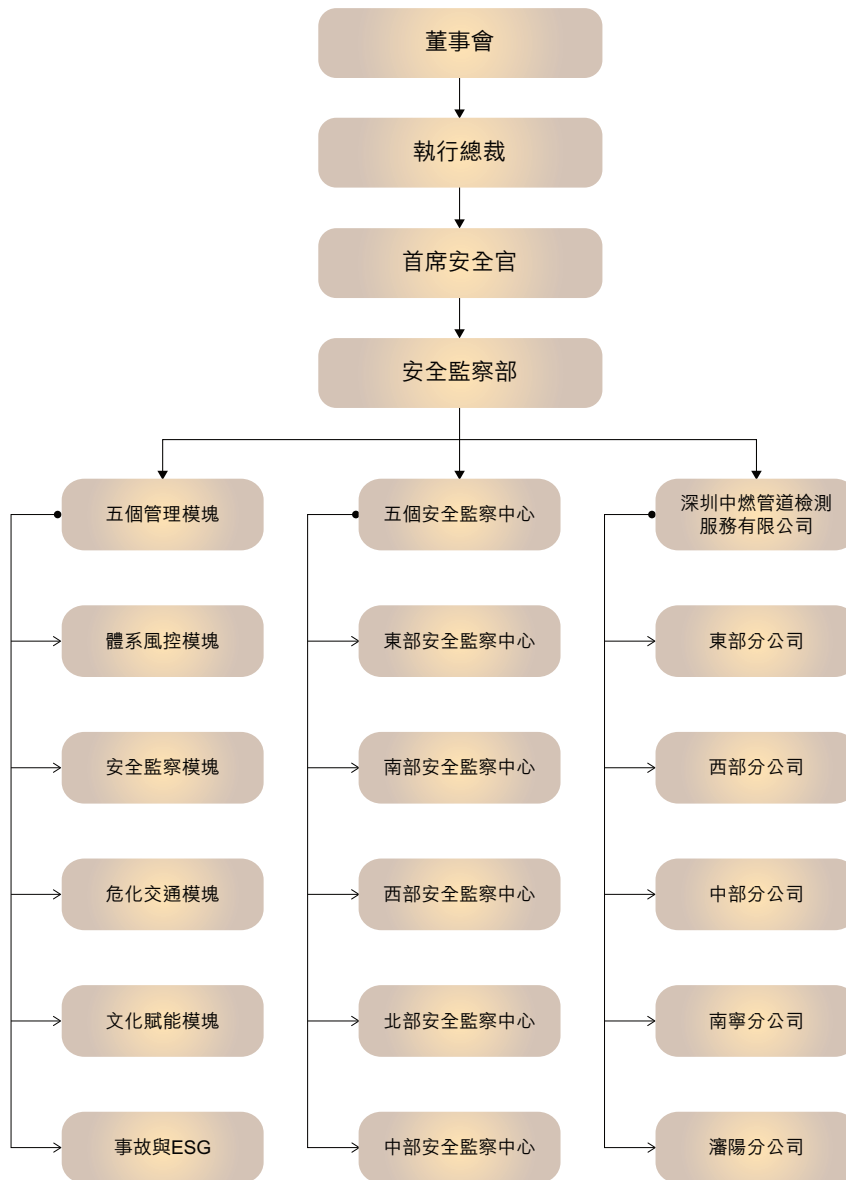 董事會
執行總裁
首席安全官
安全監察部
五個管理模塊
五個安全監察中心
深圳中燃管道檢測
服務有限公司
體系風控模塊
東部安全監察中心
東部分公司
安全監察模塊
南部安全監察中心
西部分公司
危化交通模塊
西部安全監察中心
中部分公司
文化賦能模塊
北部安全監察中心
南寧分公司
事故與ESG
中部安全監察中心
瀋陽分公司